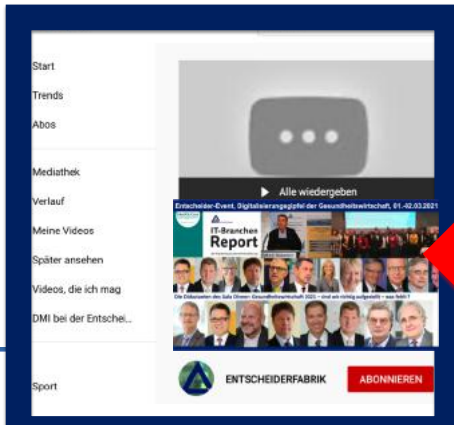 Start
Trends
Abos
Mediathek
Verlauf
Meine Videos
Später ansehen
Videos, die ich mag
DMI bei der Entschei...
Sport
Alle wiedergeben
Entscheider-Event, Digitalisierungsgipfel der Gesundheitswirtschaft, 01.-02.03.2021
IT-Branchen
Report
Die Diskutanten des Gala Dinner: Gesundheitswirtschaft 2021 – sind wir richtig aufgestellt – was fehlt ?
ENTSCHEIDERFABRIK
ABONNIEREN